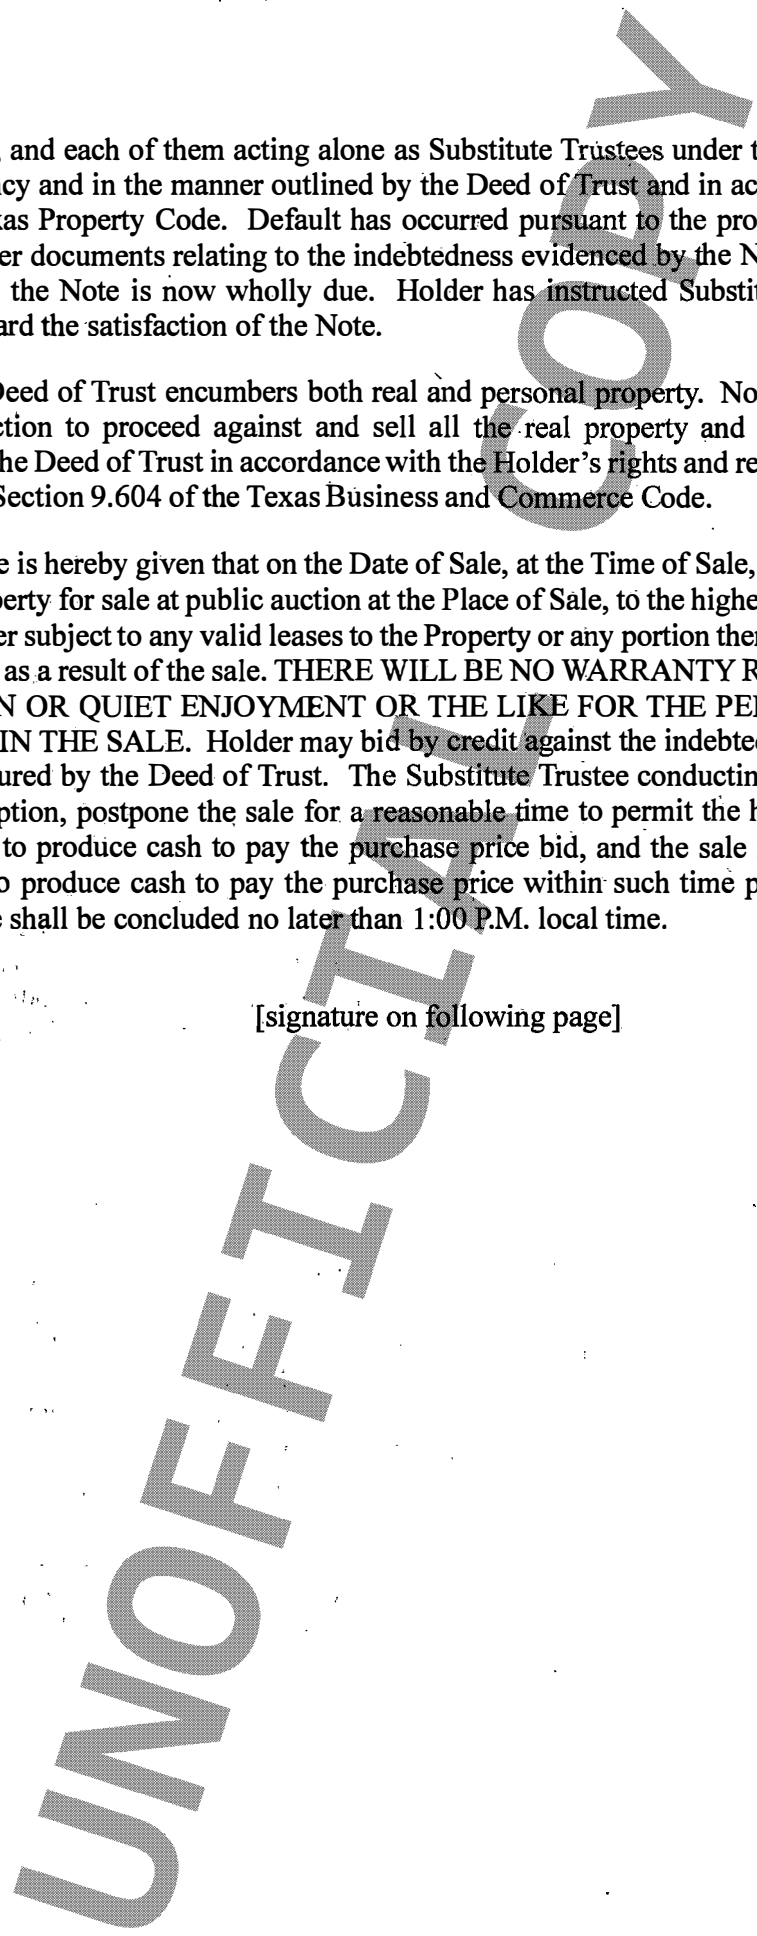 , and each of them acting alone as Substitute Trustees under t
ncy and in the manner outlined by the Deed of Trust and in ac
xas Property Code. Default has occurred pursuant to the pro
er documents relating to the indebtedness evidenced by the N
the Note is now wholly due. Holder has instructed Substit
ard the satisfaction of the Note.
Deed of Trust encumbers both real and personal property. No
ction to proceed against and sell all the real property and
he Deed of Trust in accordance with the Holder's rights and re
Section 9.604 of the Texas Business and Commerce Code.
e is hereby given that on the Date of Sale, at the Time of Sale,
perty for sale at public auction at the Place of Sale, to the highe
er subject to any valid leases to the Property or any portion ther
as a result of the sale. THERE WILL BE NO WARRANTY R
N OR QUIET ENJOYMENT OR THE LIKE FOR THE PE
IN THE SALE. Holder may bid by credit against the indebted
ured by the Deed of Trust. The Substitute Trustee conductin
ption, postpone the sale for a reasonable time to permit the h
to produce cash to pay the purchase price bid, and the sale
o produce cash to pay the purchase price within such time p
e shall be concluded no later than 1:00 P.M. local time.
[signature on following page]
UNOFFICIAL COPY